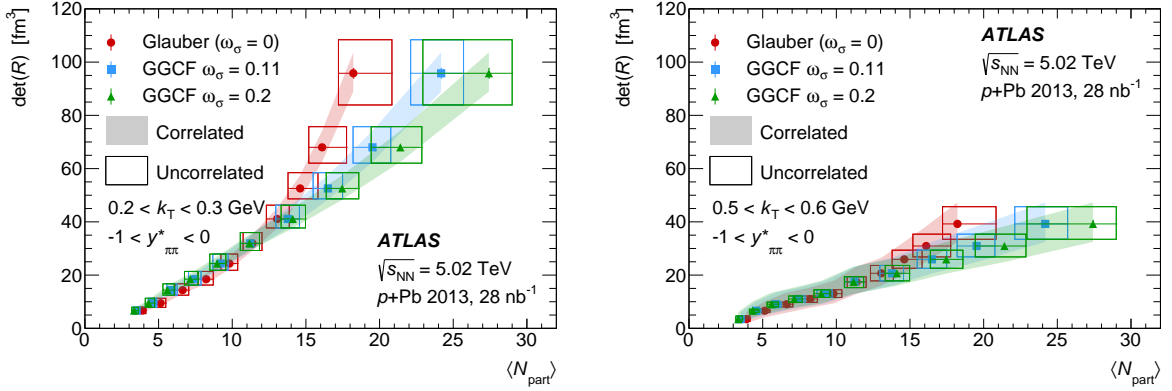 det(R) [fm³]
120
100
80
60
40
20
0
Glauber (ω_σ = 0)
GGCF ω_σ = 0.11
GGCF ω_σ = 0.2
Correlated
Uncorrelated
0.2 < k_T < 0.3 GeV
-1 < y*_ππ < 0
ATLAS
√s_NN = 5.02 TeV
p+Pb 2013, 28 nb⁻¹
0 5 10 15 20 25 30
⟨N_part⟩
det(R) [fm³]
120
100
80
60
40
20
0
Glauber (ω_σ = 0)
GGCF ω_σ = 0.11
GGCF ω_σ = 0.2
Correlated
Uncorrelated
0.5 < k_T < 0.6 GeV
-1 < y*_ππ < 0
ATLAS
√s_NN = 5.02 TeV
p+Pb 2013, 28 nb⁻¹
0 5 10 15 20 25 30
⟨N_part⟩